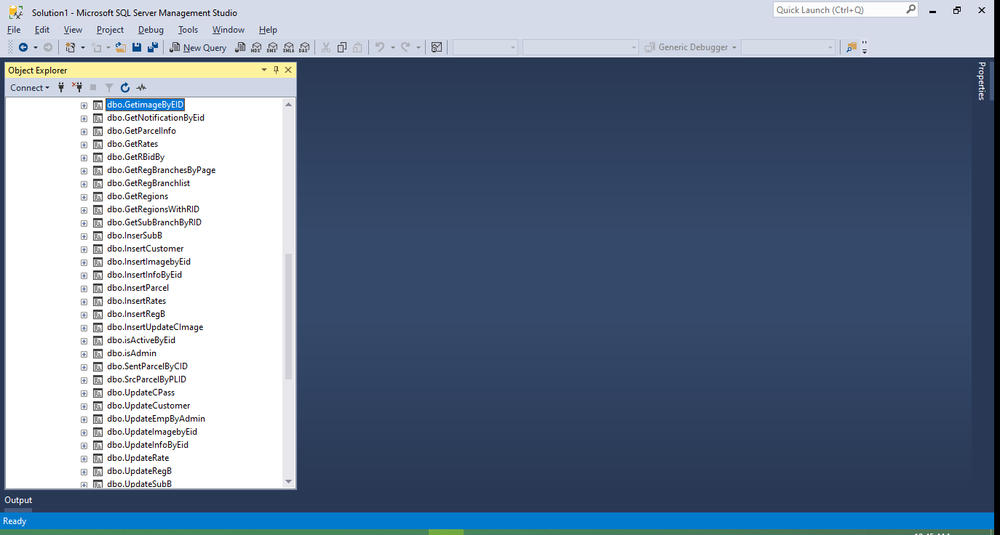 Solution1 - Microsoft SQL Server Management Studio
Quick Launch (Ctrl+Q)
File Edit View Project Debug Tools Window Help
New Query MDX DMX XMLA DAX Generic Debugger
Object Explorer
Properties
Connect
dbo.GetimageByEID
dbo.GetNotificationByEid
dbo.GetParcelInfo
dbo.GetRates
dbo.GetRBidBy
dbo.GetRegBranchesByPage
dbo.GetRegBranchlist
dbo.GetRegions
dbo.GetRegionsWithRID
dbo.GetSubBranchByRID
dbo.InserSubB
dbo.InsertCustomer
dbo.InsertImagebyEid
dbo.InsertInfoByEid
dbo.InsertParcel
dbo.InsertRates
dbo.InsertRegB
dbo.InsertUpdateCImage
dbo.isActiveByEid
dbo.isAdmin
dbo.SentParcelByCID
dbo.SrcParcelByPLID
dbo.UpdateCPass
dbo.UpdateCustomer
dbo.UpdateEmpByAdmin
dbo.UpdateImagebyEid
dbo.UpdateInfoByEid
dbo.UpdateRate
dbo.UpdateRegB
dbo.UpdateSubB
Output
Ready